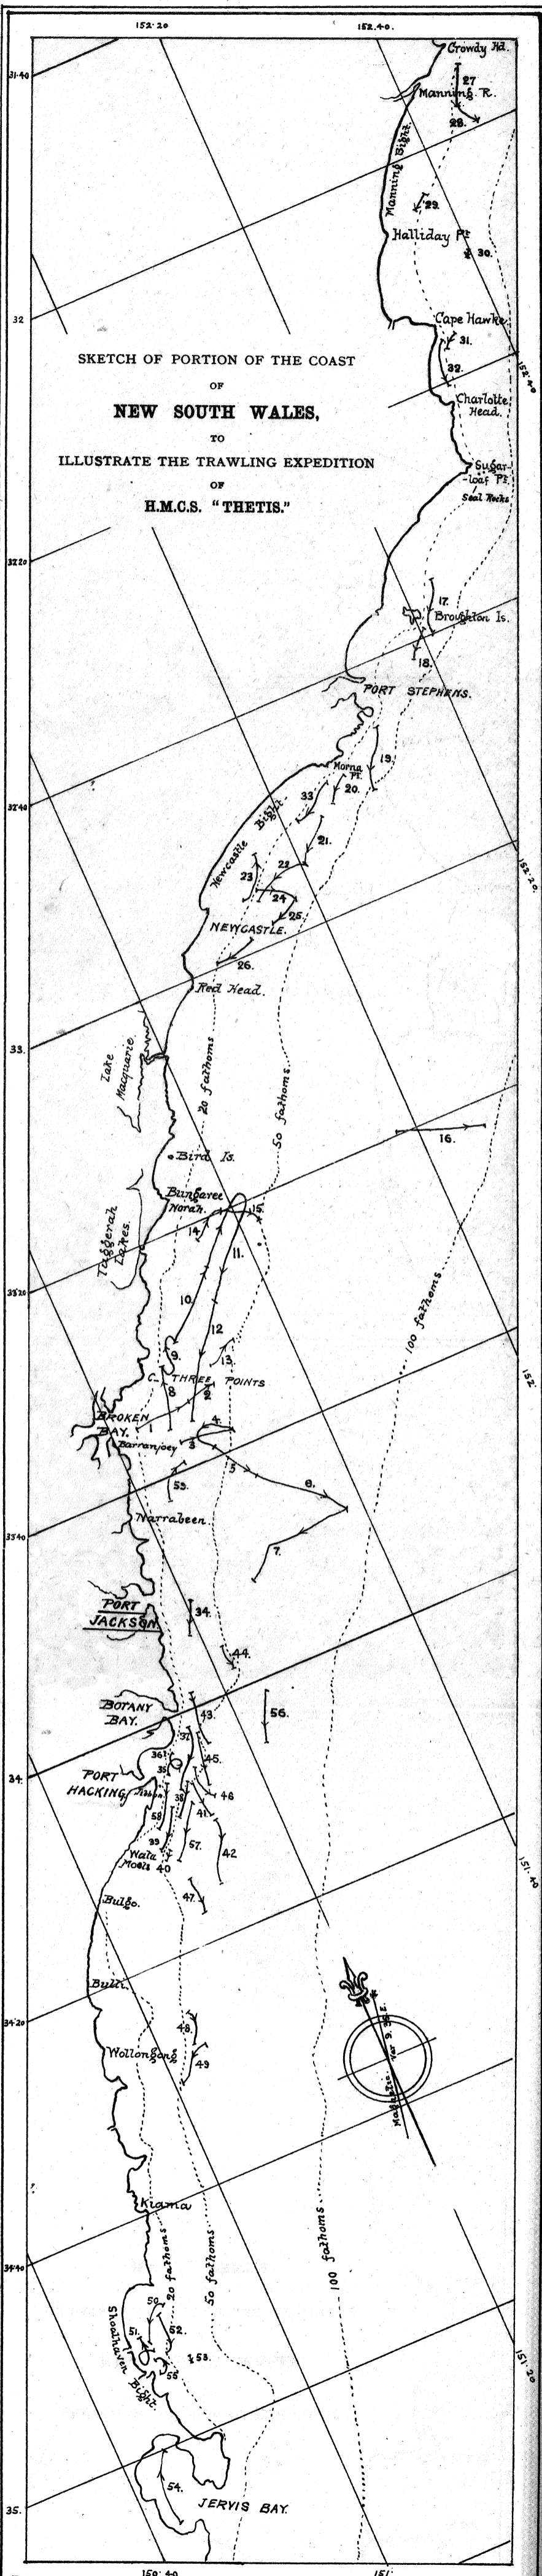 152.20
152.40.
31.40
Crowdy Hd.
27
Manning R.
28.
Manning Bight.
29.
Halliday Pt
30.
32
Cape Hawke
31.
32.
152.40
Charlotte
Head.
SKETCH OF PORTION OF THE COAST
OF
NEW SOUTH WALES,
TO
ILLUSTRATE THE TRAWLING EXPEDITION
OF
H.M.C.S. “THETIS.”
Sugar-
-loaf Pt.
Seal Rocks
32.20
17.
Broughton Is.
18.
PORT STEPHENS.
19.
Morna
Pt.
20.
33
32.40
Newcastle Bight.
21.
22
23
24
25.
152.20.
NEWCASTLE.
26.
Red Head.
33.
Lake
Macquarie.
20 fathoms
50 fathoms.
16.
Bird Is.
Bungaree
Norah.
15.
14.
Tuggerah
Lakes.
11.
10.
33.20
100 fathoms.
12
13.
9.
C. THREE POINTS
8
2
152
BROKEN
BAY.
1
4.
Barranjoey
3
5
6.
59.
Narrabeen.
33.40
7.
PORT
JACKSON
34.
44.
BOTANY
BAY.
43.
56.
37.
36
35
45.
34.
PORT
HACKING
38
46
41.
58
39
57.
42
Wata
Mooli
40
151.40
47.
Bulgo.
Bulli.
34.20
48.
Wollongong
49
Magnetic. Var 9.35 E.
Kiama
34.40
20 fathoms
50 fathoms
100 fathoms
50.
51.
52.
53.
55
Shoalhaven Bight.
151.20
54.
35.
JERVIS BAY.
150.40
151.